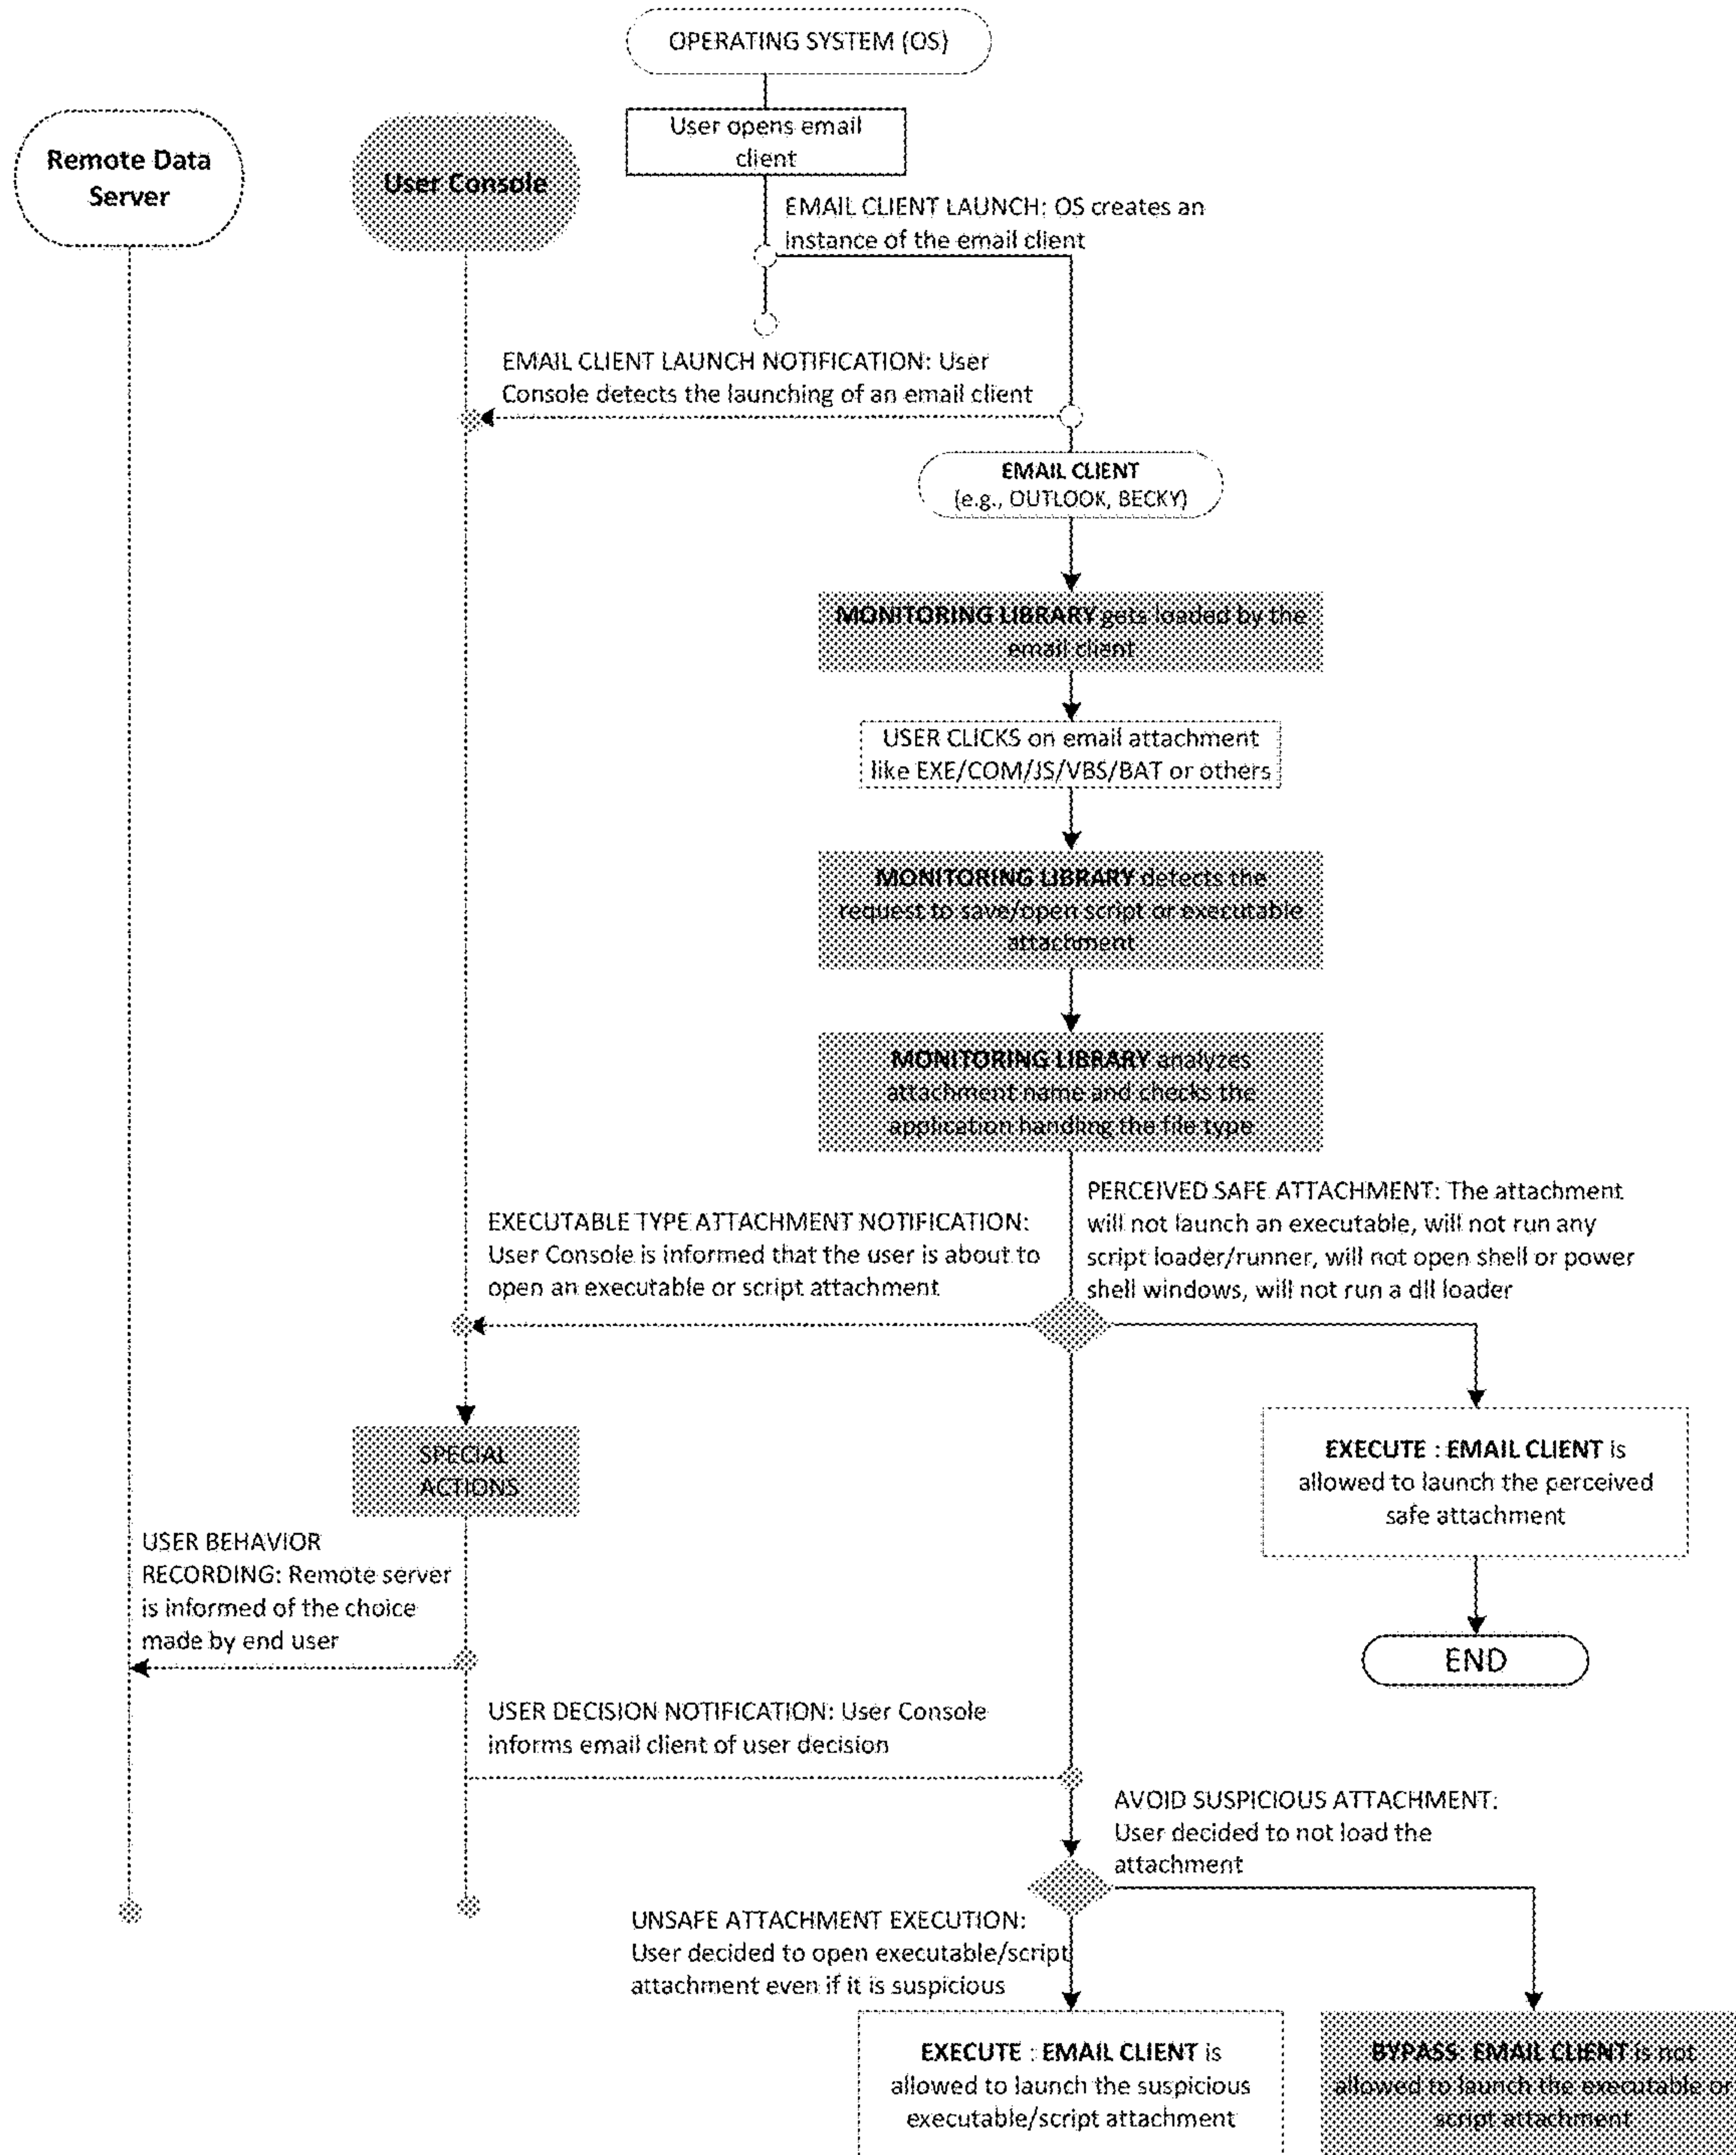 OPERATING SYSTEM (OS)
User opens email
client
Remote Data
Server
User Console
EMAIL CLIENT LAUNCH: OS creates an
instance of the email client
EMAIL CLIENT LAUNCH NOTIFICATION: User
Console detects the launching of an email client
EMAIL CLIENT
(e.g., OUTLOOK, BECKY)
MONITORING LIBRARY gets loaded by the
email client
USER CLICKS on email attachment
like EXE/COM/JS/VBS/BAT or others
MONITORING LIBRARY detects the
request to save/open script or executable
attachment
MONITORING LIBRARY analyzes
attachment name and checks the
application handling the file type
PERCEIVED SAFE ATTACHMENT: The attachment
will not launch an executable, will not run any
script loader/runner, will not open shell or power
shell windows, will not run a dll loader
EXECUTABLE TYPE ATTACHMENT NOTIFICATION:
User Console is informed that the user is about to
open an executable or script attachment
SPECIAL
ACTIONS
EXECUTE : EMAIL CLIENT is
allowed to launch the perceived
safe attachment
USER BEHAVIOR
RECORDING: Remote server
is informed of the choice
made by end user
END
USER DECISION NOTIFICATION: User Console
informs email client of user decision
AVOID SUSPICIOUS ATTACHMENT:
User decided to not load the
attachment
UNSAFE ATTACHMENT EXECUTION:
User decided to open executable/script
attachment even if it is suspicious
EXECUTE : EMAIL CLIENT is
allowed to launch the suspicious
executable/script attachment
BYPASS: EMAIL CLIENT is not
allowed to launch the executable or
script attachment